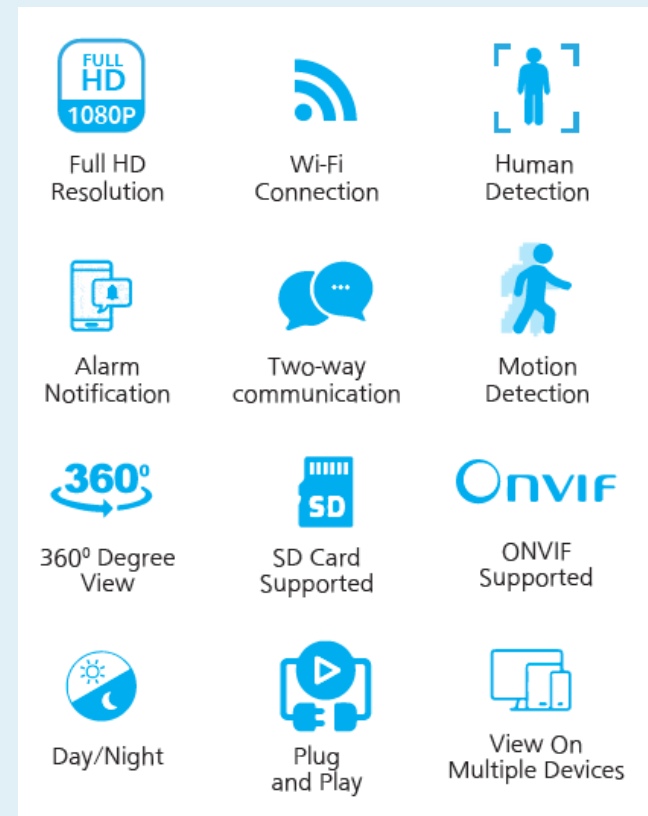 FULL
HD
1080P
Full HD
Resolution
Wi-Fi
Connection
Human
Detection
Alarm
Notification
Two-way
communication
Motion
Detection
360°
360⁰ Degree
View
SD
SD Card
Supported
ONVIF
ONVIF
Supported
Day/Night
Plug
and Play
View On
Multiple Devices